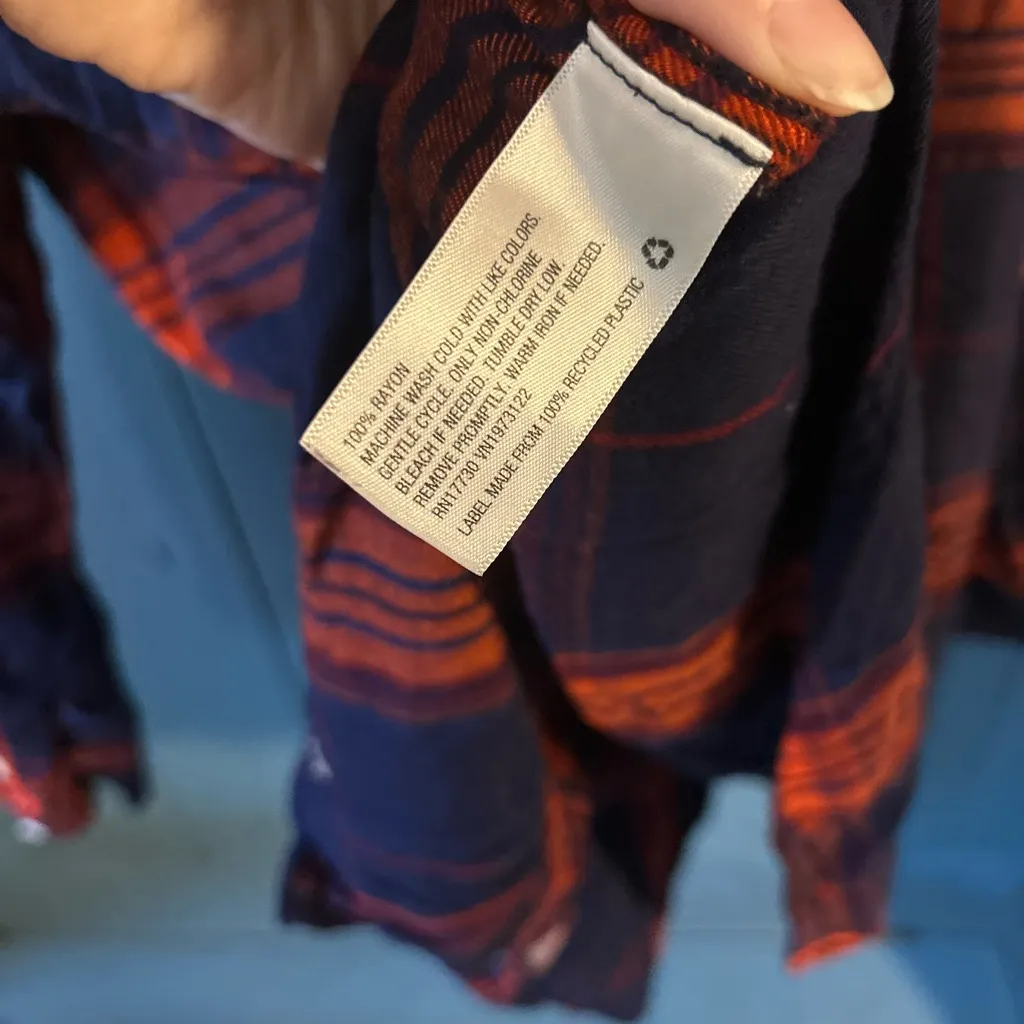 100% RAYON
MACHINE WASH COLD WITH LIKE COLORS.
GENTLE CYCLE. ONLY NON-CHLORINE
BLEACH IF NEEDED. TUMBLE DRY LOW.
REMOVE PROMPTLY. WARM IRON IF NEEDED.
RN17730 YN1973122
LABEL MADE FROM 100% RECYCLED PLASTIC